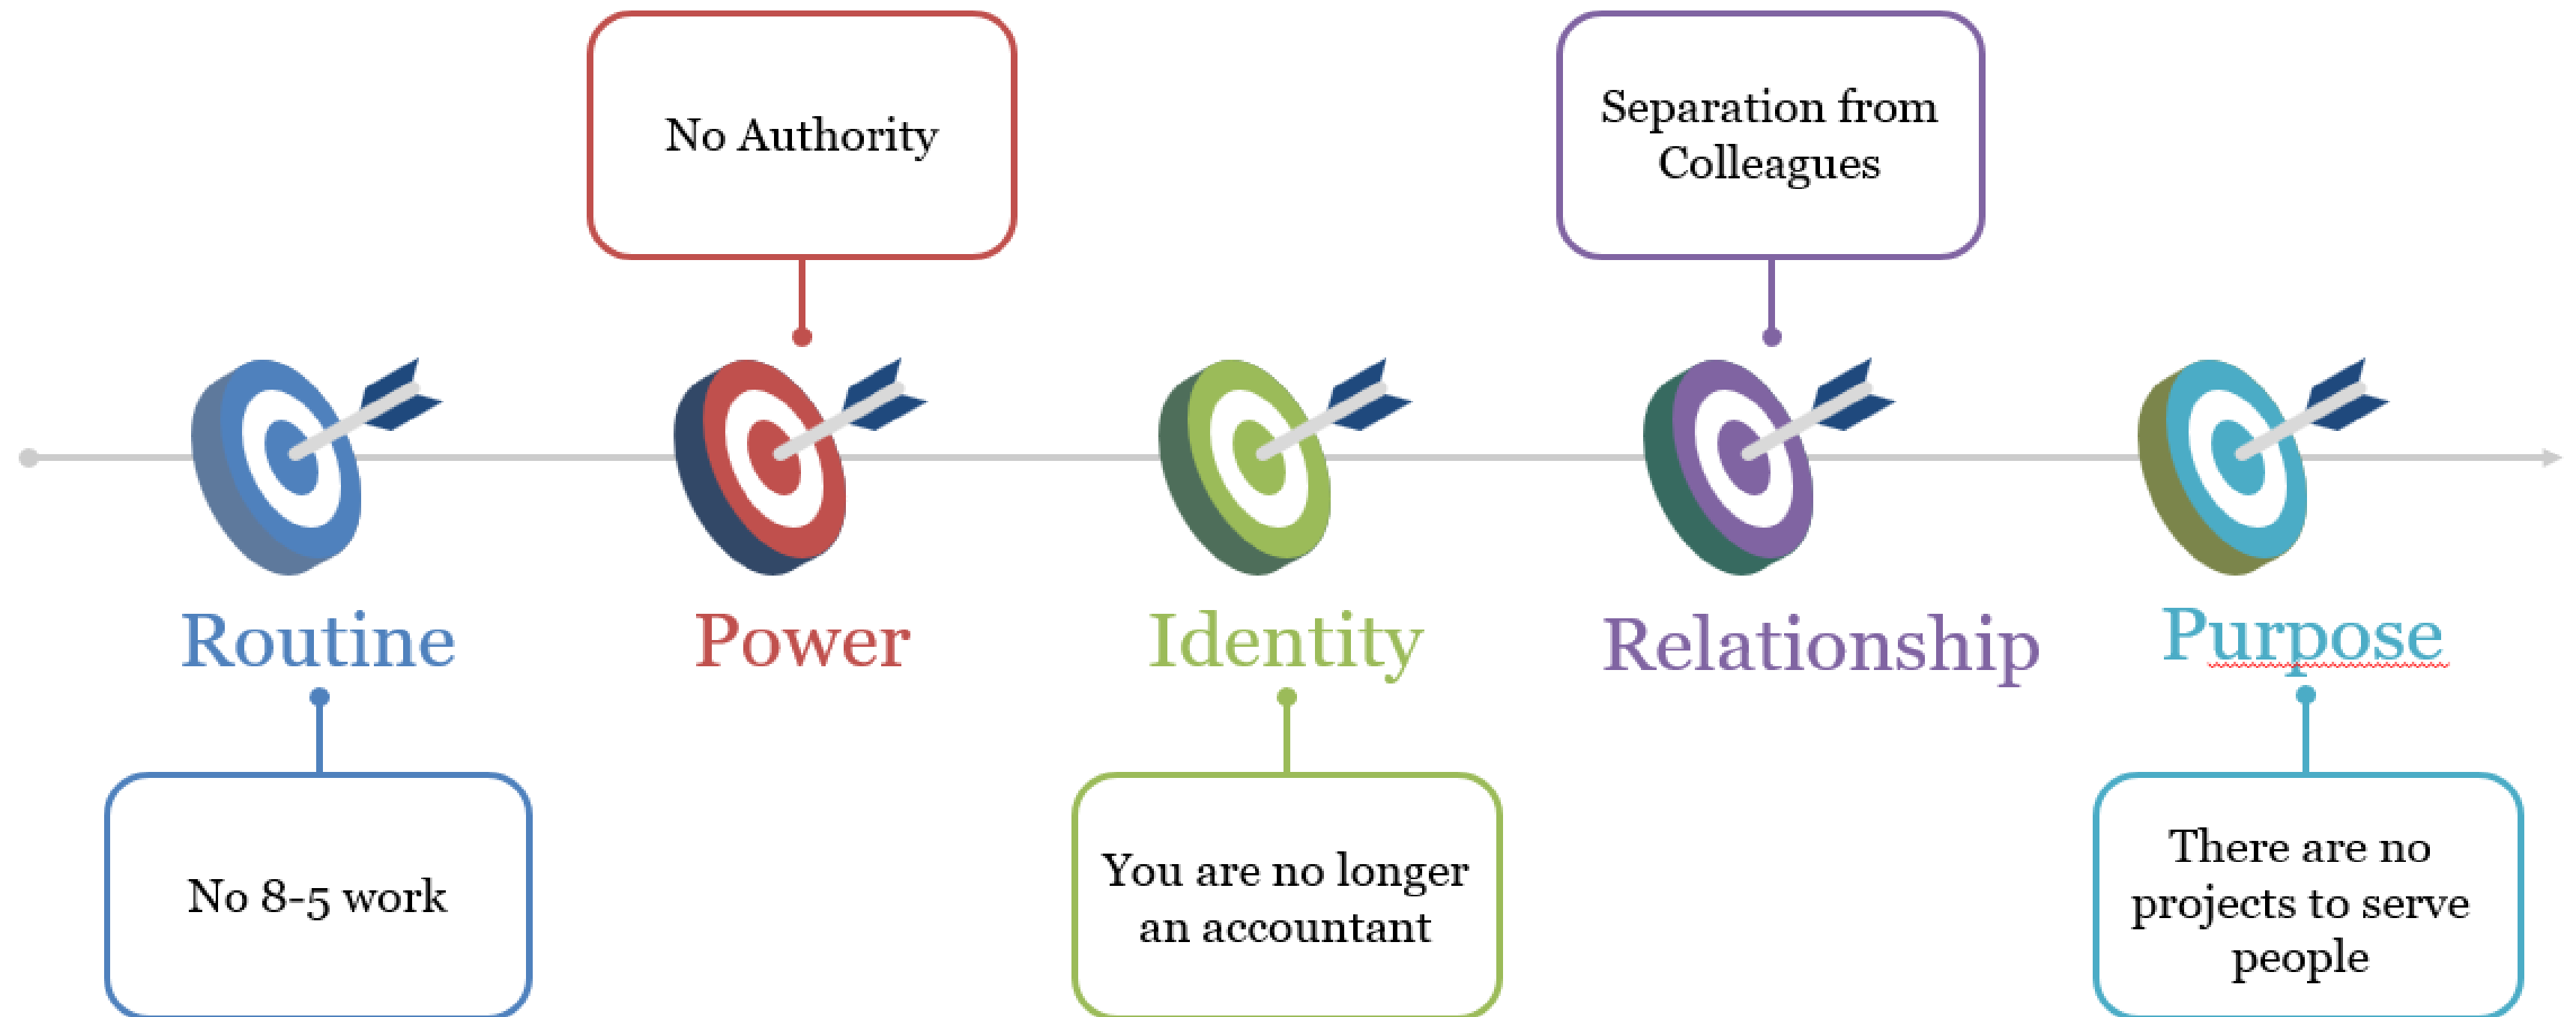 No Authority
Separation from
Colleagues
Routine
Power
Identity
Relationship
Purpose
No 8-5 work
You are no longer
an accountant
There are no
projects to serve
people